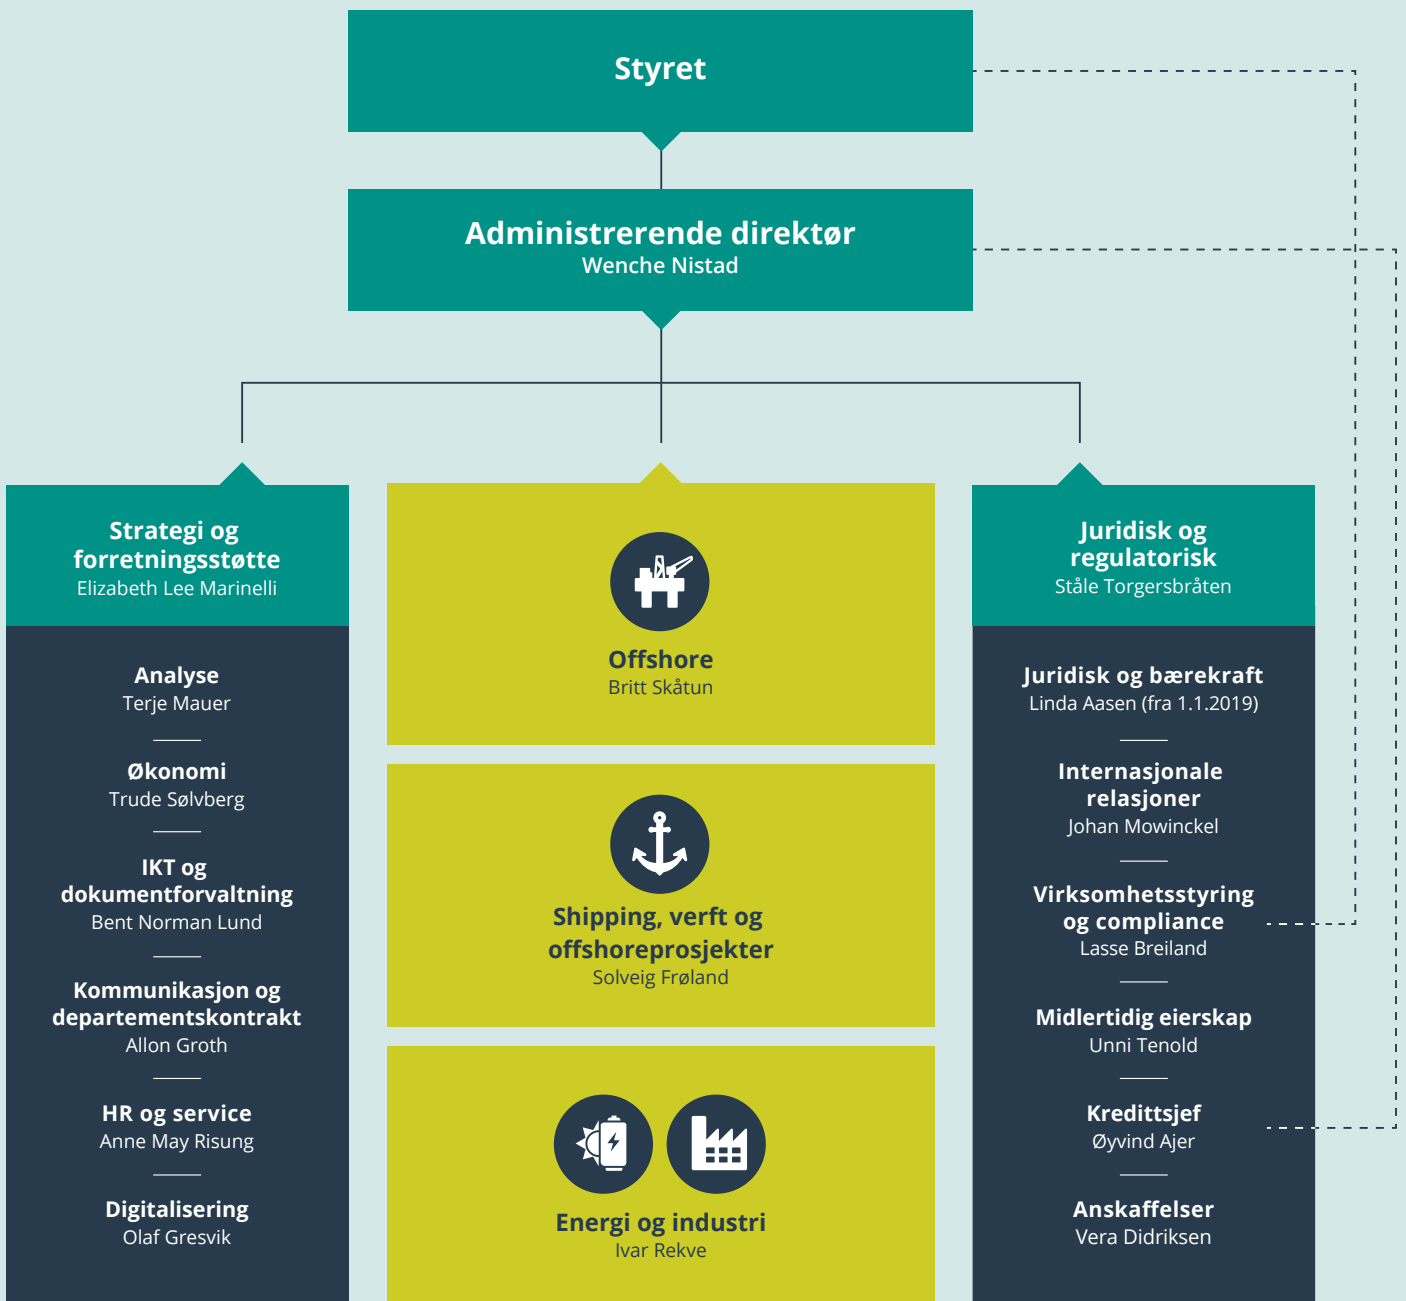 Styret
Administrerende direktør
Wenche Nistad
Strategi og
forretningsstøtte
Elizabeth Lee Marinelli
Analyse
Terje Mauer
Økonomi
Trude Sølvberg
IKT og
dokumentforvaltning
Bent Norman Lund
Kommunikasjon og
departementskontrakt
Allon Groth
HR og service
Anne May Risung
Digitalisering
Olaf Gresvik
Offshore
Britt Skåtun
Shipping, verft og
offshoreprosjekter
Solveig Frøland
Energi og industri
Ivar Rekve
Juridisk og
regulatorisk
Ståle Torgersbråten
Juridisk og bærekraft
Linda Aasen (fra 1.1.2019)
Internasjonale
relasjoner
Johan Mowinckel
Virksomhetsstyring
og compliance
Lasse Breiland
Midlertidig eierskap
Unni Tenold
Kredittsjef
Øyvind Ajer
Anskaffelser
Vera Didriksen